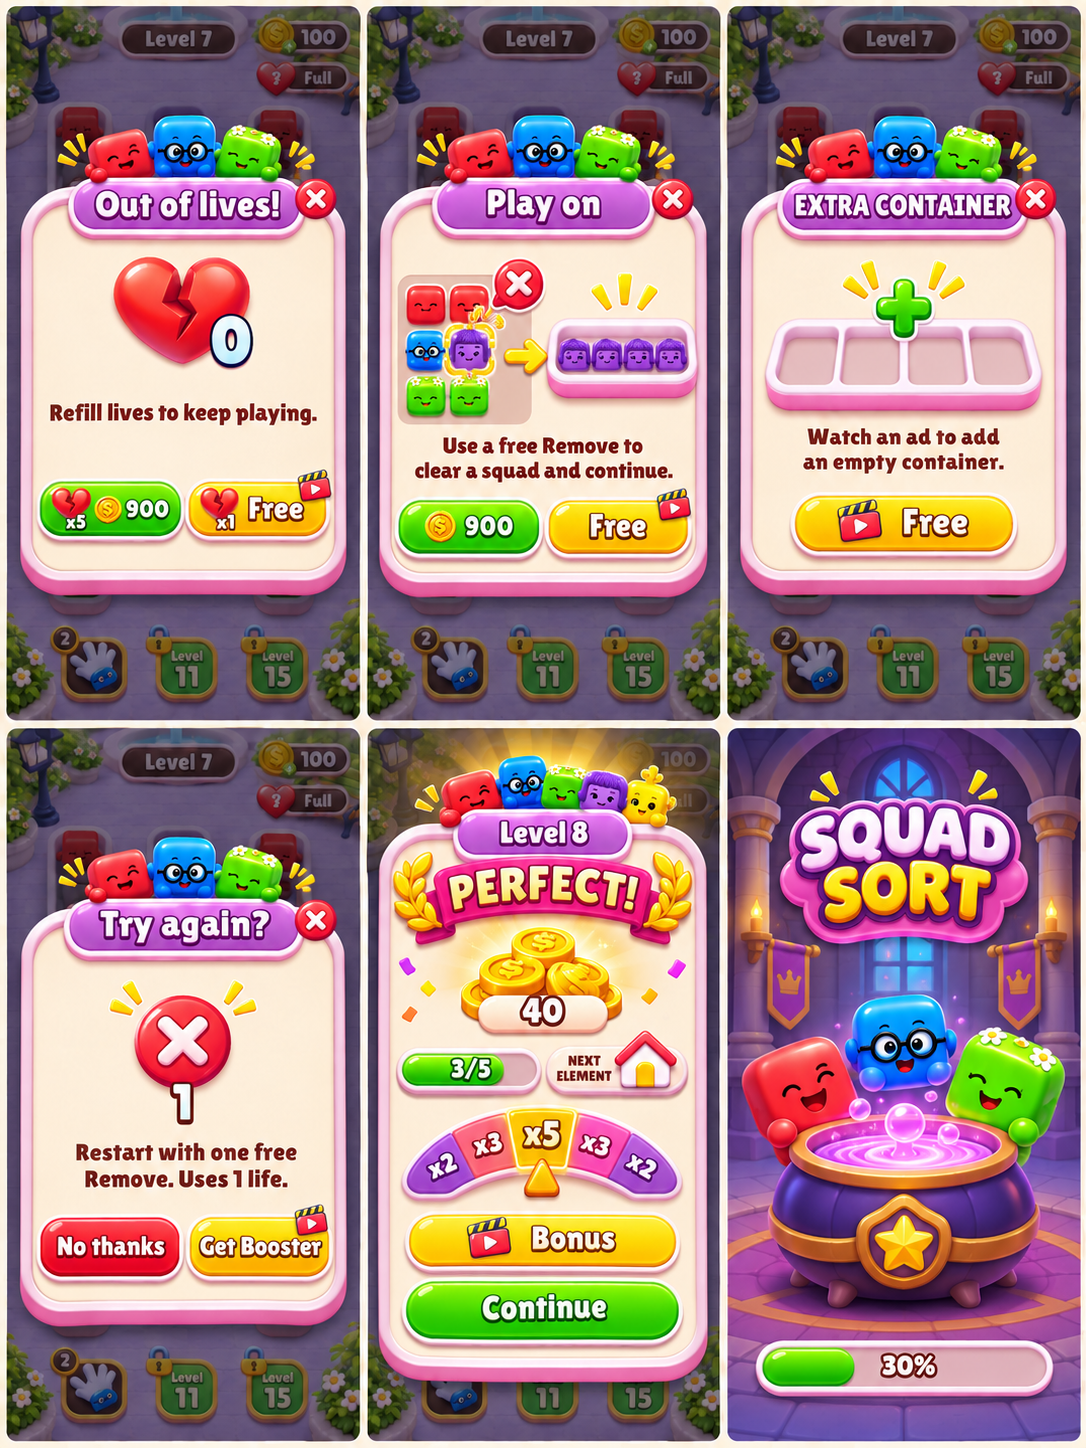 Level 7
100
Full
Out of lives!
0
Refill lives to keep playing.
x5
900
x1
Free
2
Level
11
Level
15
Level 7
100
Full
Play on
Use a free Remove to
clear a squad and continue.
900
Free
2
Level
11
Level
15
Level 7
100
Full
EXTRA CONTAINER
Watch an ad to add
an empty container.
Free
2
Level
11
Level
15
Level 7
100
Full
Try again?
1
Restart with one free
Remove. Uses 1 life.
No thanks
Get Booster
2
Level
11
Level
15
100
Level 8
PERFECT!
40
3/5
NEXT
ELEMENT
x2
x3
x5
x3
x2
Bonus
Continue
11
15
SQUAD
SORT
30%